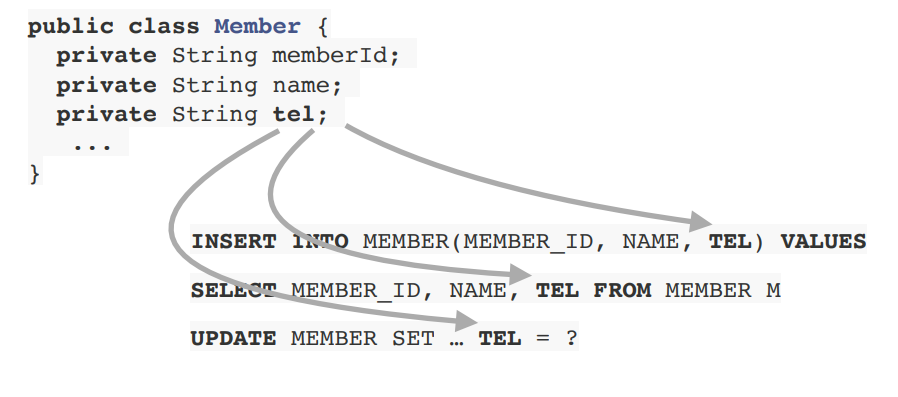 public class Member {
private String memberId;
private String name;
private String tel;
...
}
INSERT INTO MEMBER(MEMBER_ID, NAME, TEL) VALUES
SELECT MEMBER_ID, NAME, TEL FROM MEMBER M
UPDATE MEMBER SET … TEL = ?